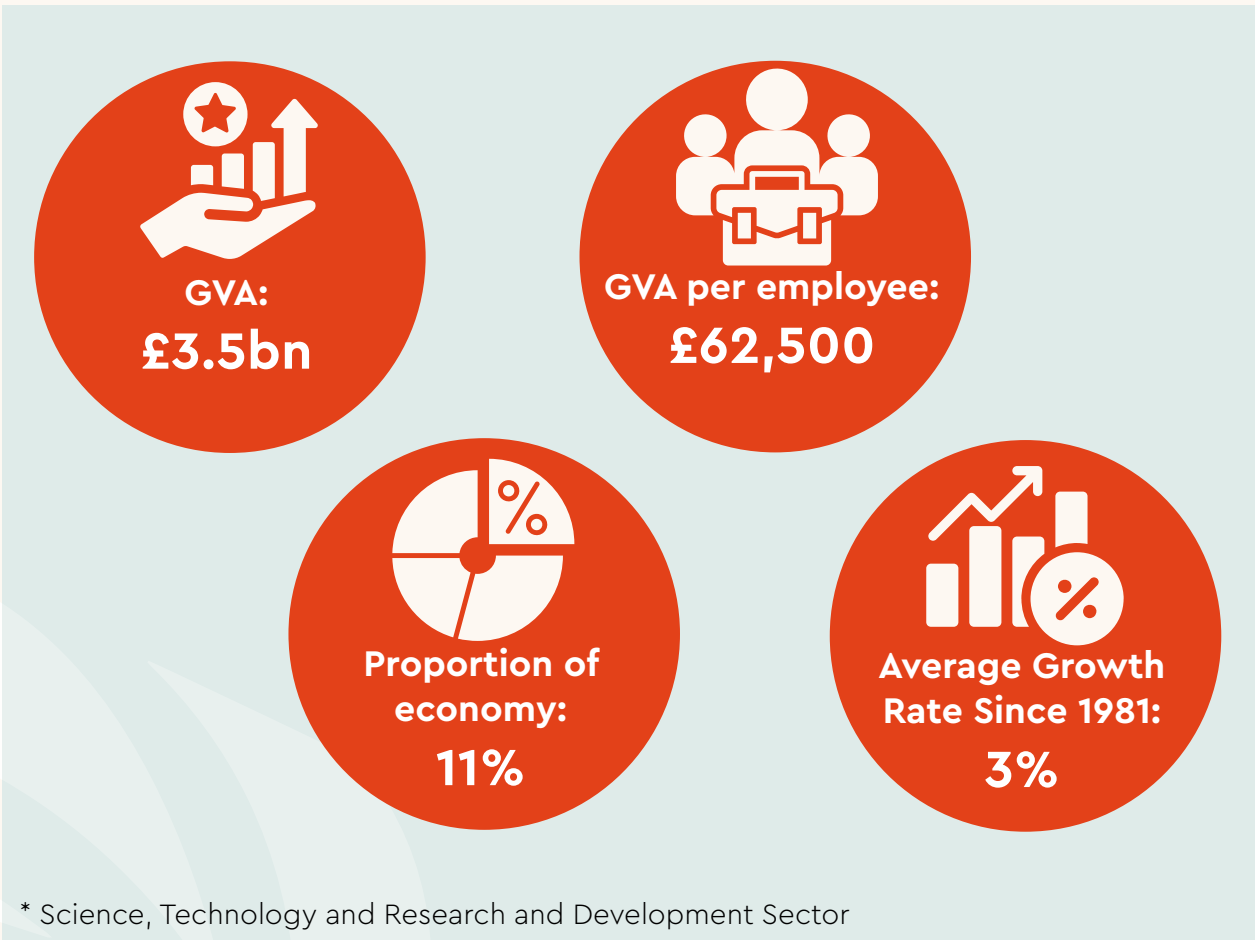 GVA:
£3.5bn
GVA per employee:
£62,500
%
Proportion of
economy:
11%
%
Average Growth
Rate Since 1981:
3%
* Science, Technology and Research and Development Sector